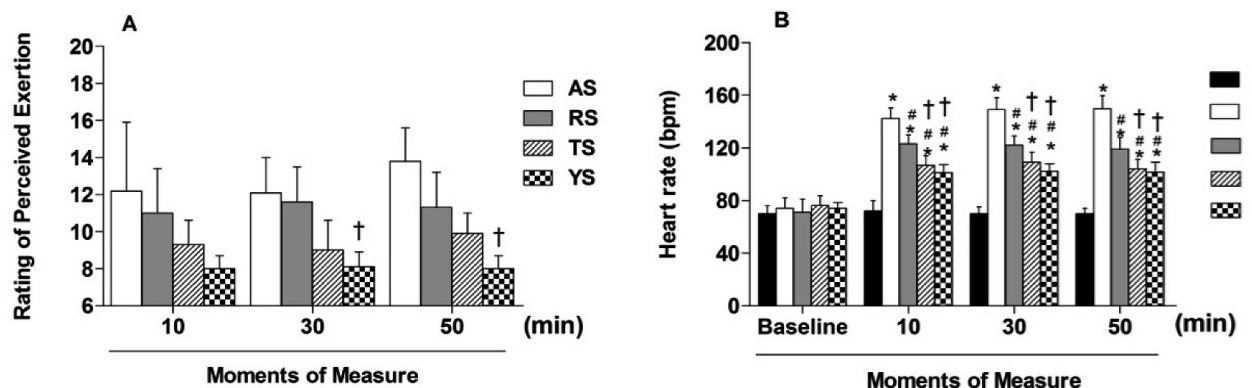 A
Rating of Perceived Exertion
20
18
16
14
12
10
8
6
†
†
10 30 50 (min)
Moments of Measure
AS
RS
TS
YS
B
Heart rate (bpm)
200
160
120
80
40
0
* # * † # * † # *
* # * † # * † # *
* # * † # * † # *
Baseline 10 30 50 (min)
Moments of Measure